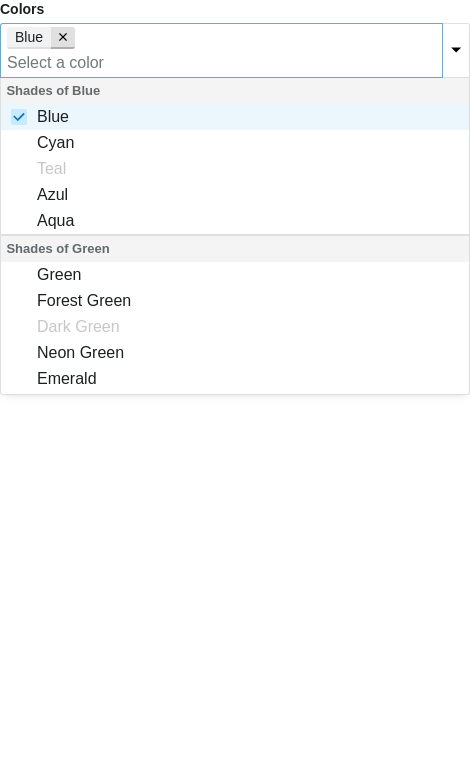 Colors
Blue ✕
Select a color
Shades of Blue
Blue
Cyan
Teal
Azul
Aqua
Shades of Green
Green
Forest Green
Dark Green
Neon Green
Emerald